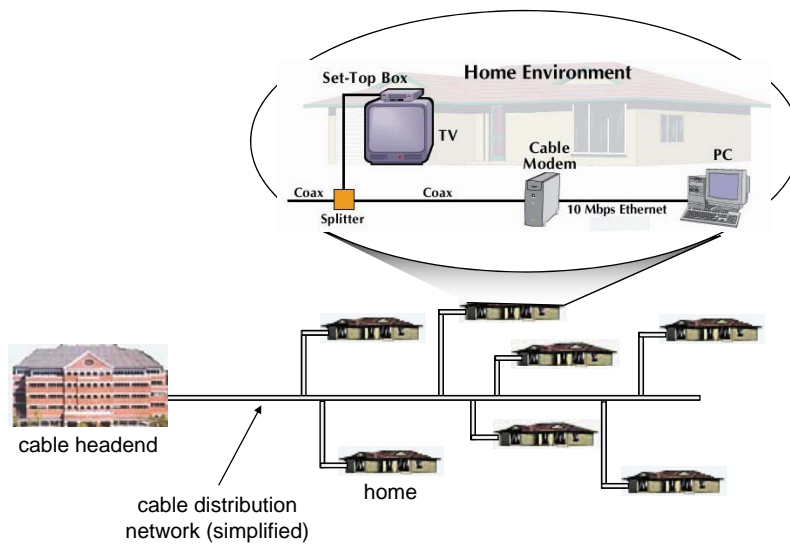 Home Environment
Set-Top Box
TV
Cable
Modem
PC
Coax
Coax
10 Mbps Ethernet
Splitter
cable headend
home
cable distribution
network (simplified)